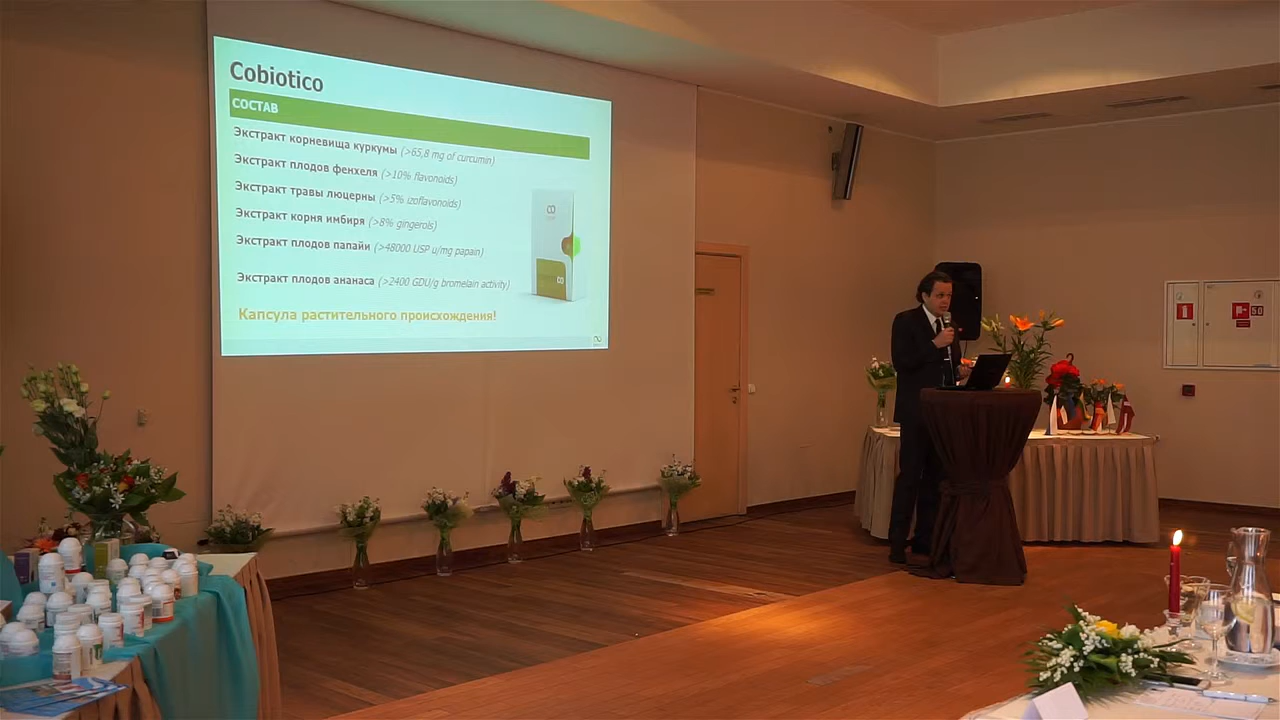 Cobiotico
СОСТАВ
Экстракт корневища куркумы (>65,8 mg of curcumin)
Экстракт плодов фенхеля (>10% flavonoids)
Экстракт травы люцерны (>5% izoflavonoids)
Экстракт корня имбиря (>8% gingerols)
Экстракт плодов папайи (>48000 USP u/mg papain)
Экстракт плодов ананаса (>2400 GDU/g bromelain activity)
Капсула растительного происхождения!